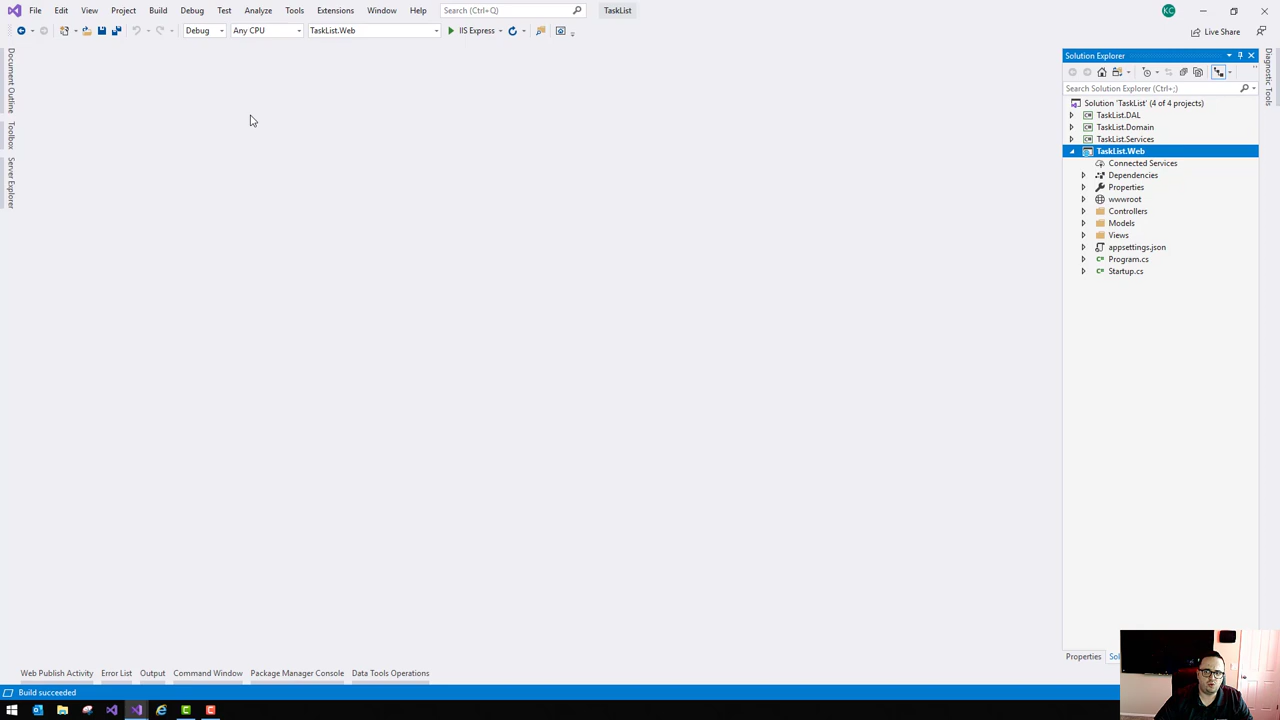 File Edit View Project Build Debug Test Analyze Tools Extensions Window Help Search (Ctrl+Q) TaskList KC
Debug Any CPU TaskList.Web IIS Express Live Share
Document Outline
Toolbox
Server Explorer
Solution Explorer
Search Solution Explorer (Ctrl+;)
Solution 'TaskList' (4 of 4 projects)
TaskList.DAL
TaskList.Domain
TaskList.Services
TaskList.Web
Connected Services
Dependencies
Properties
wwwroot
Controllers
Models
Views
appsettings.json
Program.cs
Startup.cs
Diagnostic Tools
Properties
Web Publish Activity Error List Output Command Window Package Manager Console Data Tools Operations
Build succeeded